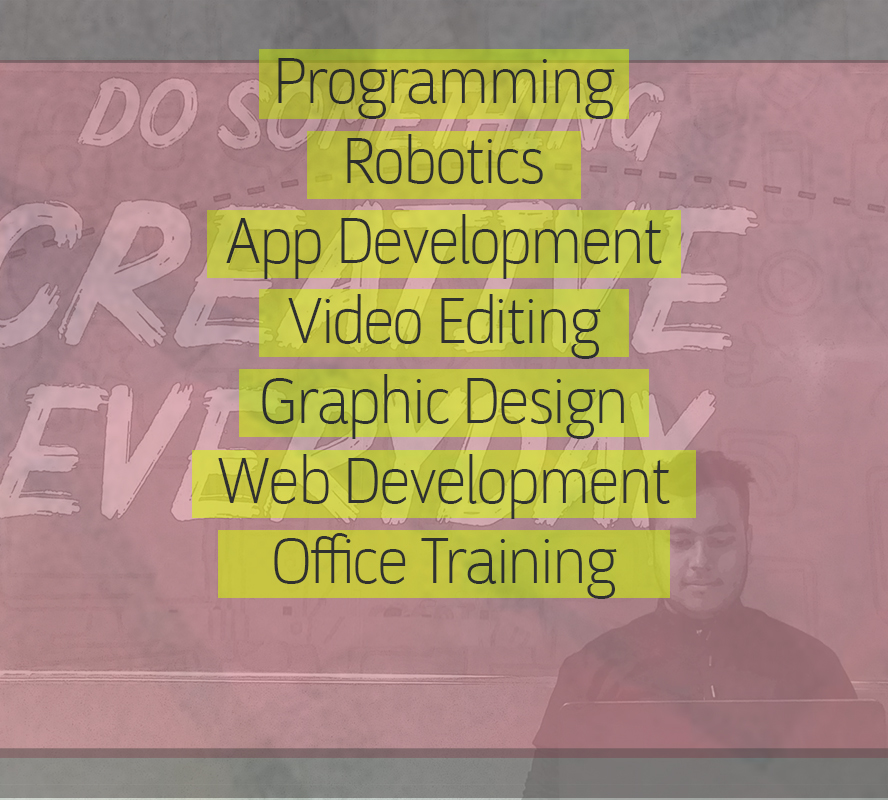 Programming
Robotics
App Development
Video Editing
Graphic Design
Web Development
Office Training
DO SOMETHING
CREATIVE
EVERYDAY